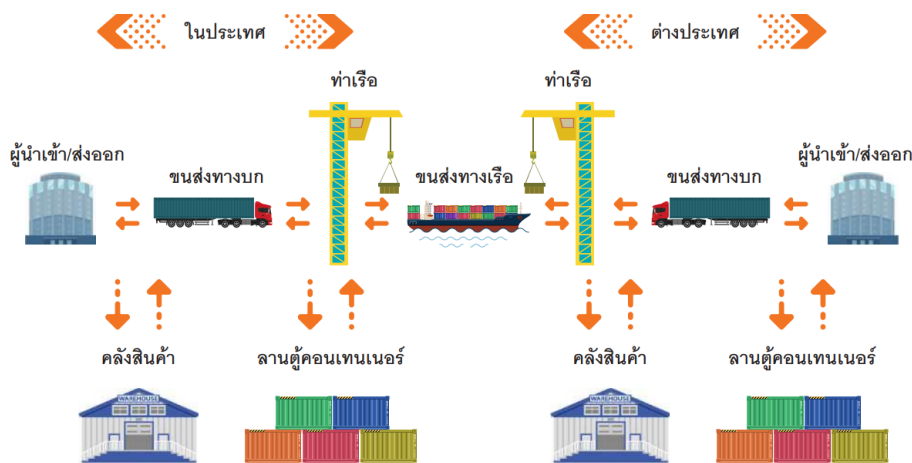 ในประเทศ
ต่างประเทศ
ท่าเรือ
ท่าเรือ
ผู้นำเข้า/ส่งออก
ขนส่งทางบก
ขนส่งทางเรือ
ขนส่งทางบก
ผู้นำเข้า/ส่งออก
คลังสินค้า
ลานตู้คอนเทนเนอร์
คลังสินค้า
ลานตู้คอนเทนเนอร์
WAREHOUSE
WAREHOUSE